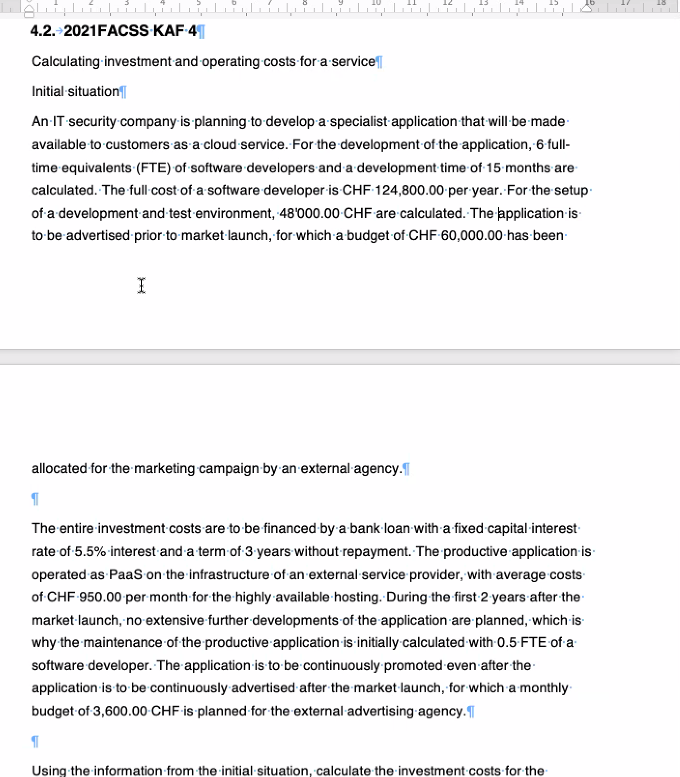 1 2 3 4 5 6 7 8 9 10 11 12 13 14 15 16 17 18
4.2. 2021FACSS KAF 4¶
Calculating investment and operating costs for a service¶
Initial situation¶
An IT security company is planning to develop a specialist application that will be made
available to customers as a cloud service. For the development of the application, 6 full-
time equivalents (FTE) of software developers and a development time of 15 months are
calculated. The full cost of a software developer is CHF 124,800.00 per year. For the setup
of a development and test environment, 48'000.00 CHF are calculated. The application is
to be advertised prior to market launch, for which a budget of CHF 60,000.00 has been
allocated for the marketing campaign by an external agency.¶
¶
The entire investment costs are to be financed by a bank loan with a fixed capital interest
rate of 5.5% interest and a term of 3 years without repayment. The productive application is
operated as PaaS on the infrastructure of an external service provider, with average costs
of CHF 950.00 per month for the highly available hosting. During the first 2 years after the
market launch, no extensive further developments of the application are planned, which is
why the maintenance of the productive application is initially calculated with 0.5 FTE of a
software developer. The application is to be continuously promoted even after the
application is to be continuously advertised after the market launch, for which a monthly
budget of 3,600.00 CHF is planned for the external advertising agency.¶
¶
Using the information from the initial situation, calculate the investment costs for the